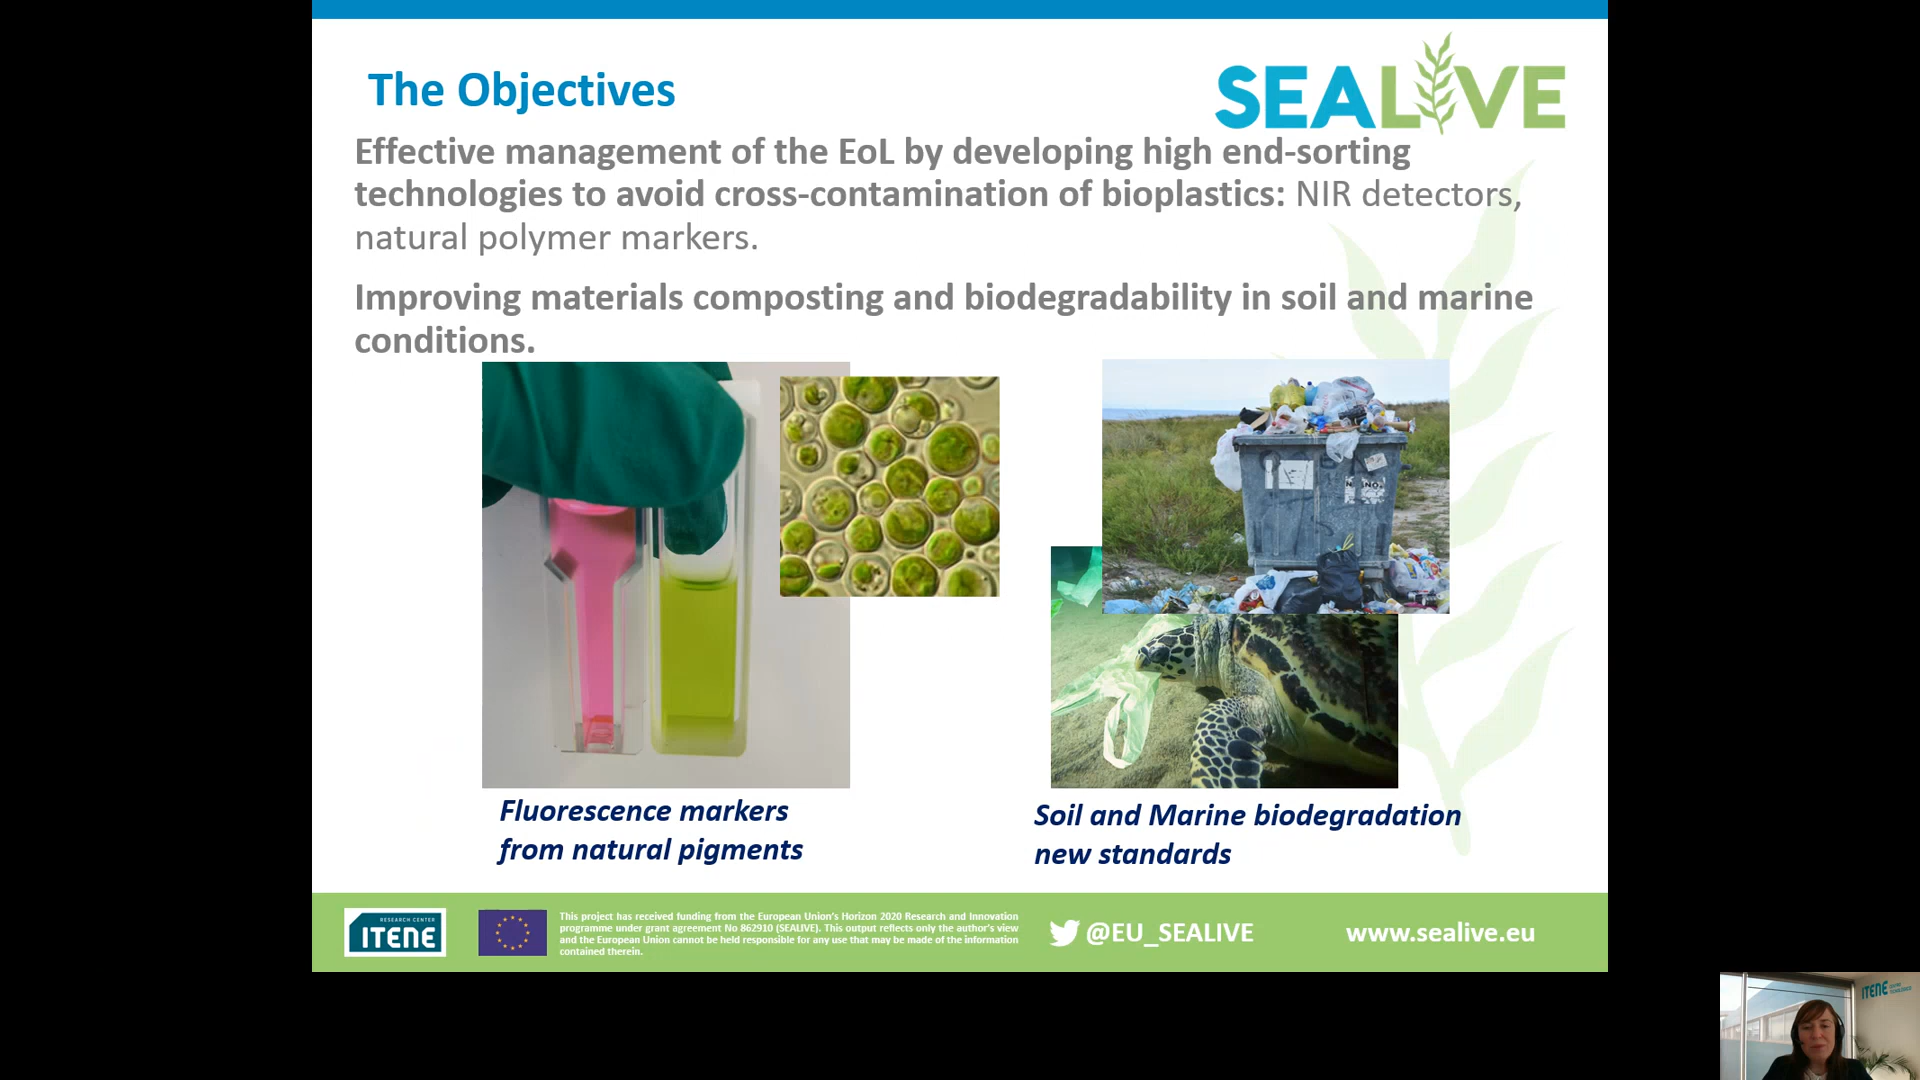 The Objectives
SEALIVE
Effective management of the EoL by developing high end-sorting
technologies to avoid cross-contamination of bioplastics: NIR detectors,
natural polymer markers.
Improving materials composting and biodegradability in soil and marine
conditions.
Fluorescence markers
from natural pigments
Soil and Marine biodegradation
new standards
RESEARCH CENTER
ITENE
This project has received funding from the European Union's Horizon 2020 Research and Innovation
programme under grant agreement No 862910 (SEALIVE). This output reflects only the author's view
and the European Union cannot be held responsible for any use that may be made of the information
contained therein.
@EU_SEALIVE
www.sealive.eu
ITENE